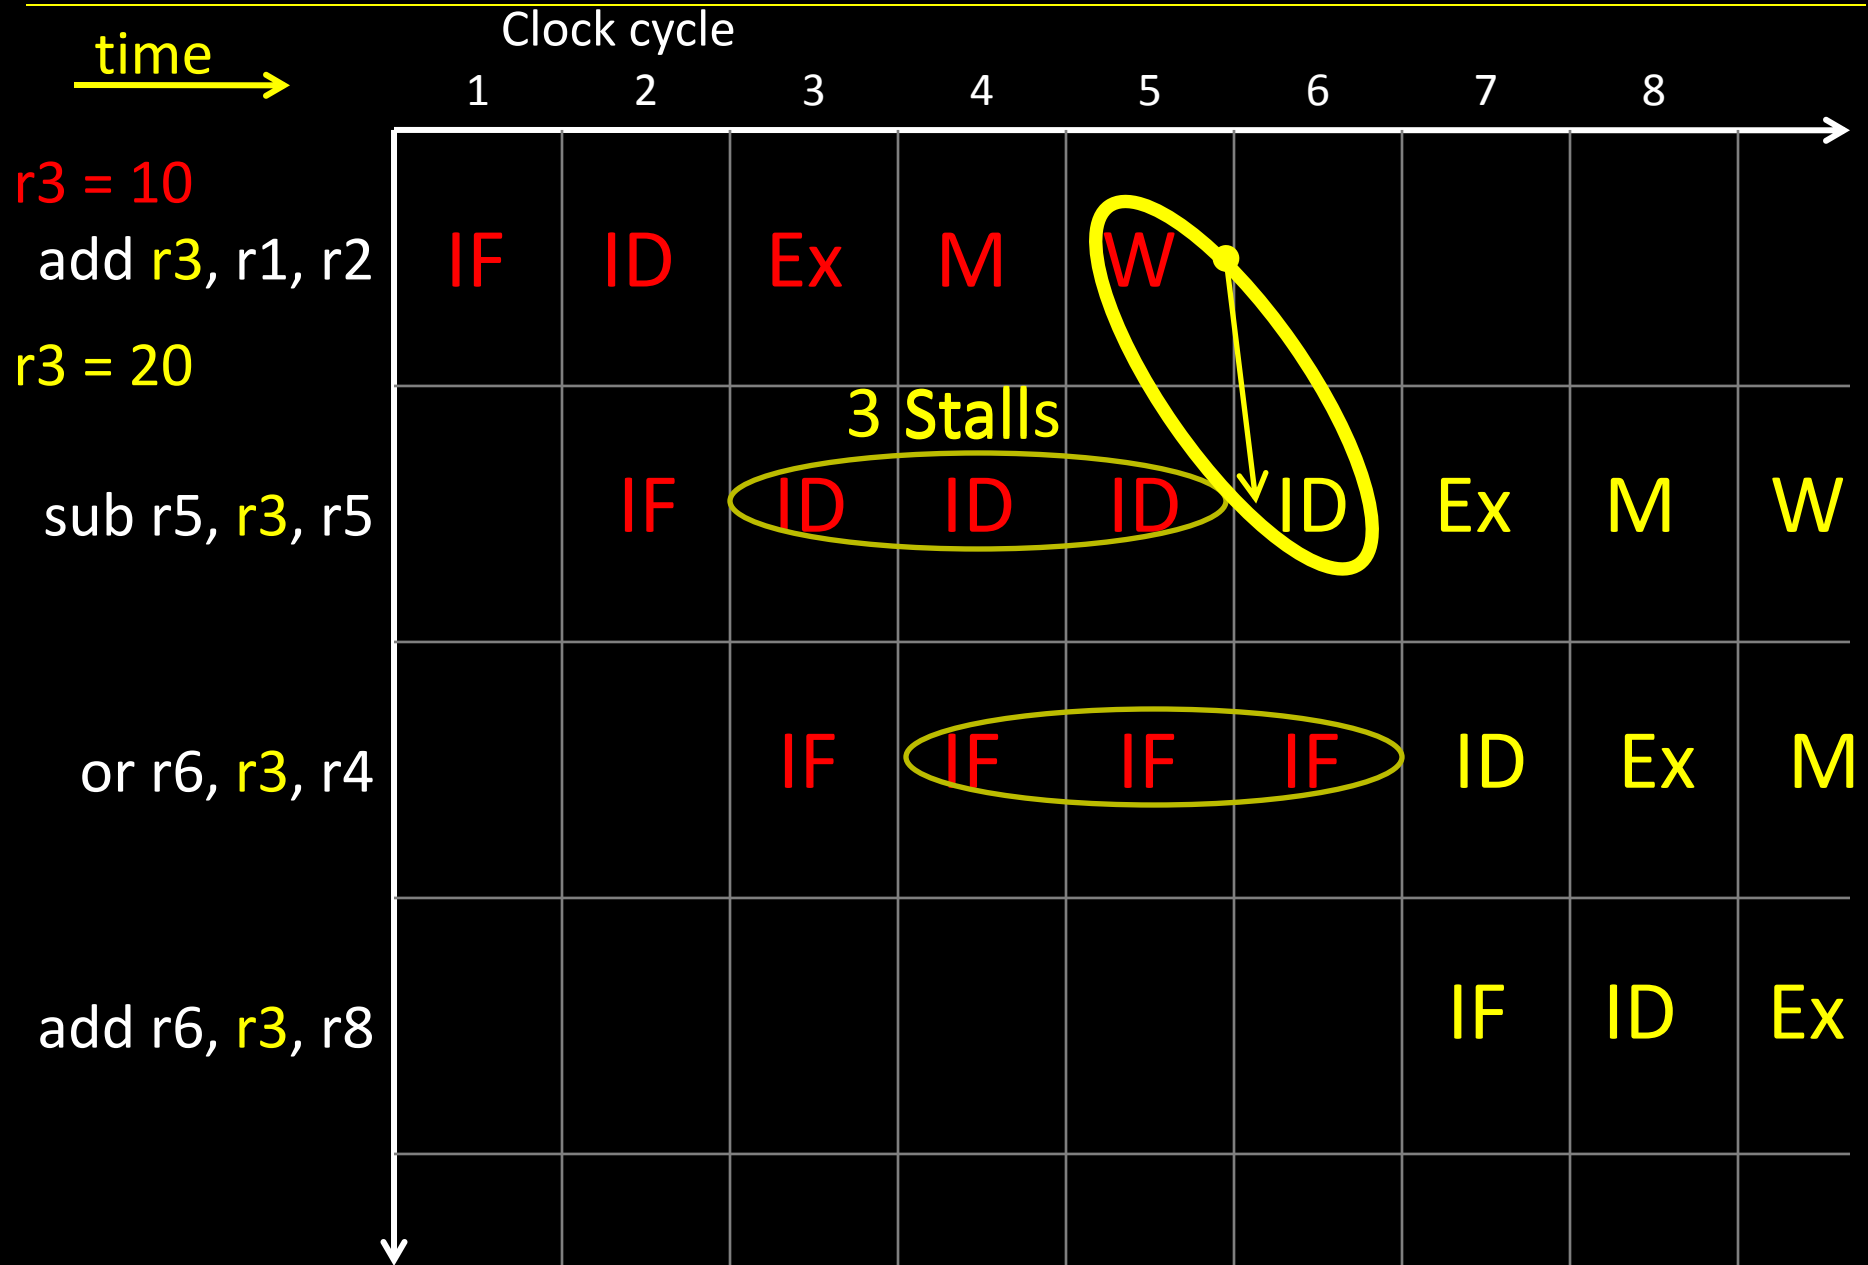 Clock cycle
time
1 2 3 4 5 6 7 8
r3 = 10
add r3, r1, r2 IF ID Ex M W
r3 = 20
3 Stalls
sub r5, r3, r5 IF ID ID ID ID Ex M W
or r6, r3, r4 IF IF IF IF ID Ex M
add r6, r3, r8 IF ID Ex